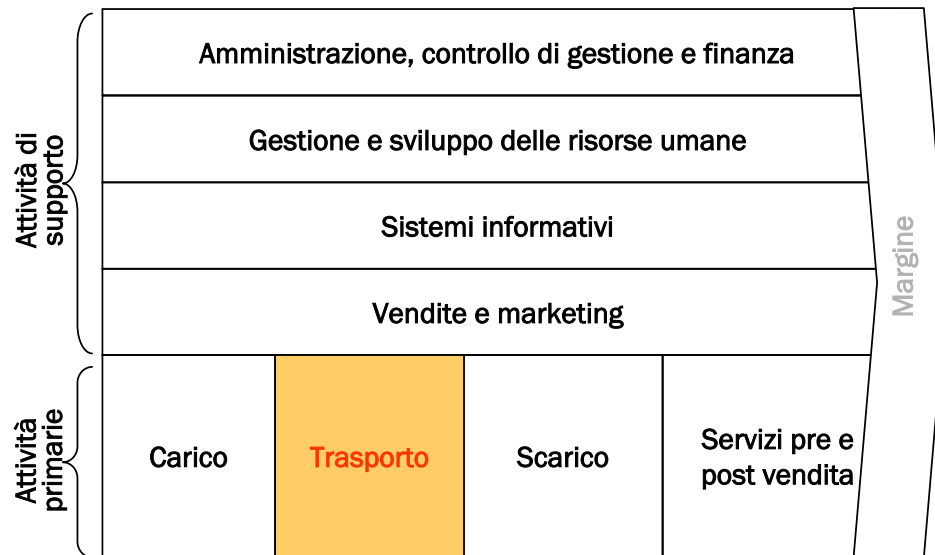 Attività di
supporto
Amministrazione, controllo di gestione e finanza
Gestione e sviluppo delle risorse umane
Sistemi informativi
Vendite e marketing
Margine
Attività
primarie
Carico
Trasporto
Scarico
Servizi pre e
post vendita